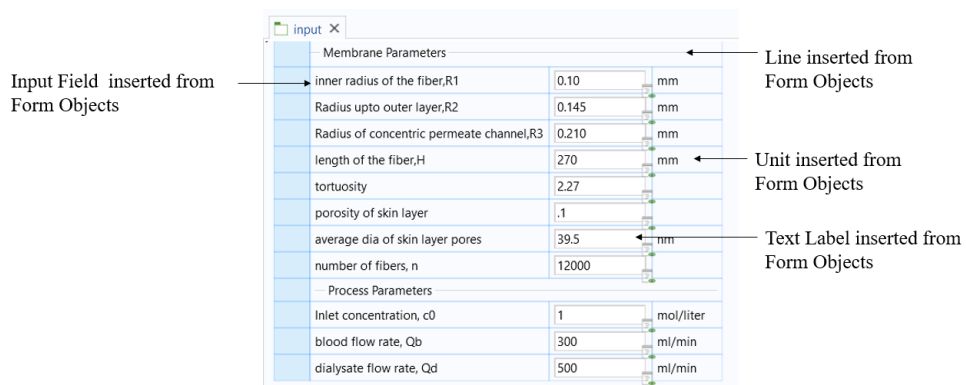 input
Membrane Parameters
Line inserted from
Form Objects
Input Field inserted from
Form Objects
inner radius of the fiber,R1 0.10 mm
Radius upto outer layer,R2 0.145 mm
Radius of concentric permeate channel,R3 0.210 mm
length of the fiber,H 270 mm
Unit inserted from
Form Objects
tortuosity 2.27
porosity of skin layer .1
average dia of skin layer pores 39.5 nm
Text Label inserted from
Form Objects
number of fibers, n 12000
Process Parameters
Inlet concentration, c0 1 mol/liter
blood flow rate, Qb 300 ml/min
dialysate flow rate, Qd 500 ml/min